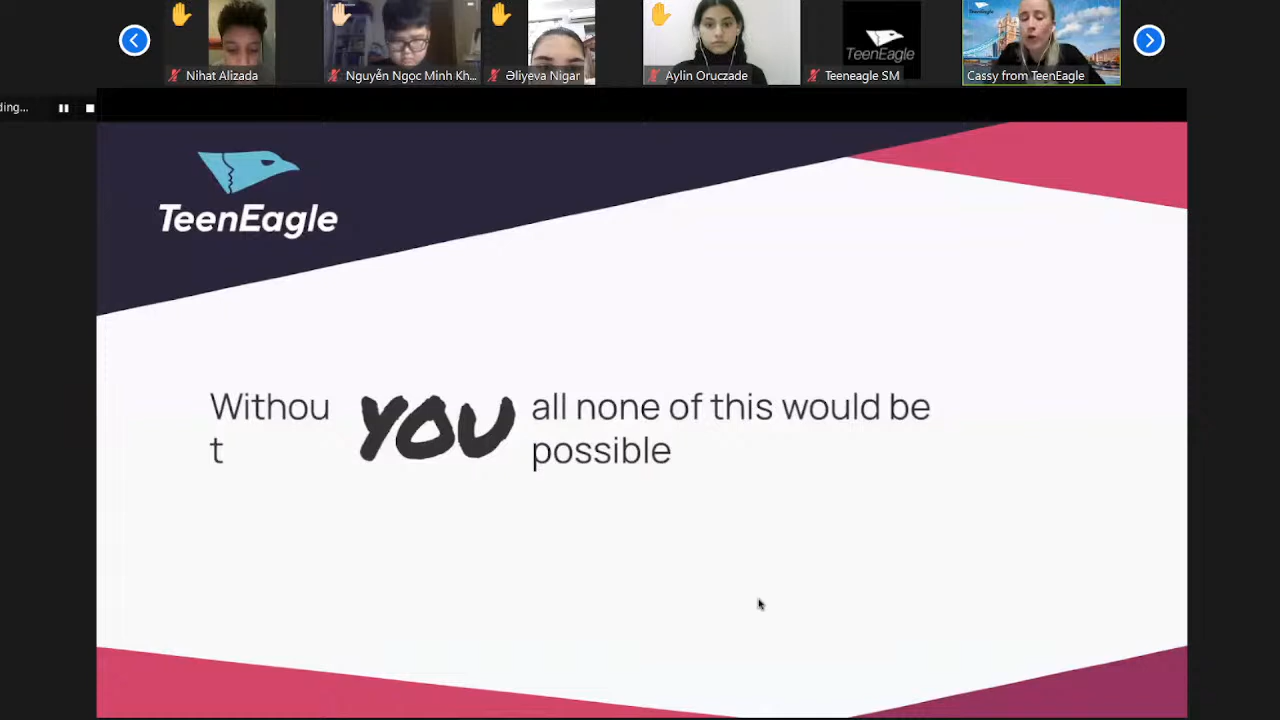 Nihat Alizada
Nguyễn Ngọc Minh Kh...
Əliyeva Nigar
Aylin Oruczade
TeenEagle
Teeneagle SM
Cassy from TeenEagle
ding...
TeenEagle
Withou
t
YOU
all none of this would be
possible